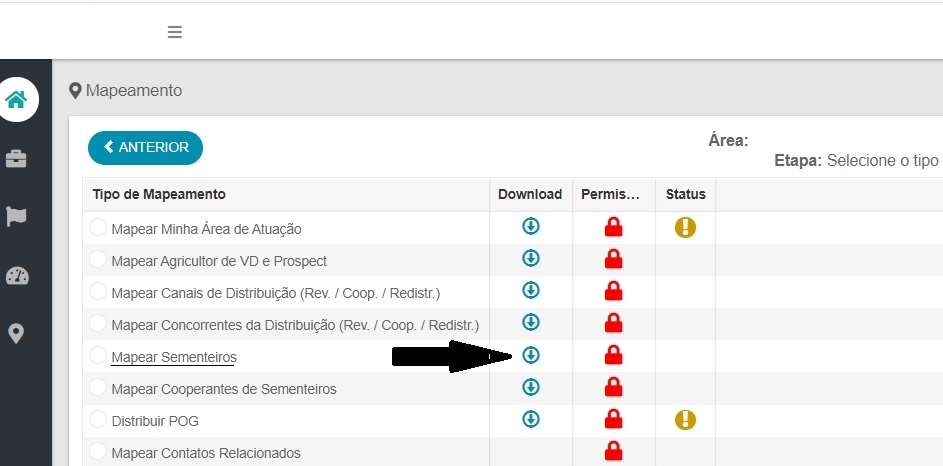 Mapeamento
ANTERIOR
Área:
Etapa: Selecione o tipo
Tipo de Mapeamento Download Permis... Status
Mapear Minha Área de Atuação
Mapear Agricultor de VD e Prospect
Mapear Canais de Distribuição (Rev. / Coop. / Redistr.)
Mapear Concorrentes da Distribuição (Rev. / Coop. / Redistr.)
Mapear Sementeiros
Mapear Cooperantes de Sementeiros
Distribuir POG
Mapear Contatos Relacionados